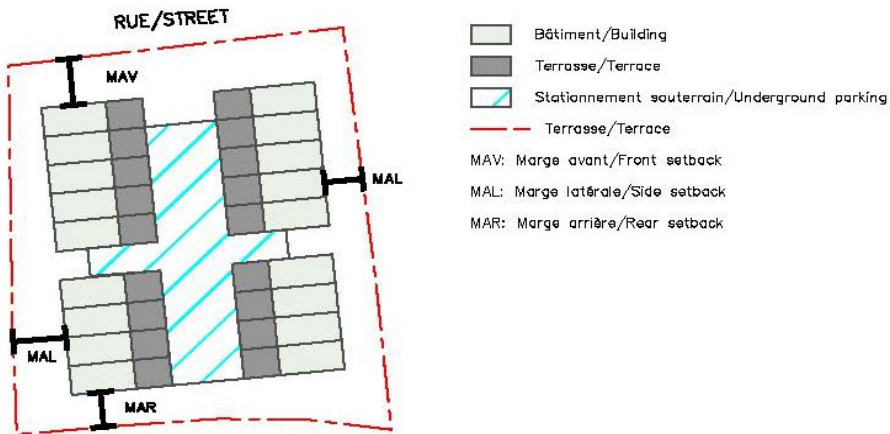 RUE/STREET
MAV
MAL
MAL
MAR
Bâtiment/Building
Terrasse/Terrace
Stationnement souterrain/Underground parking
Terrasse/Terrace
MAV: Marge avant/Front setback
MAL: Marge latérale/Side setback
MAR: Marge arrière/Rear setback